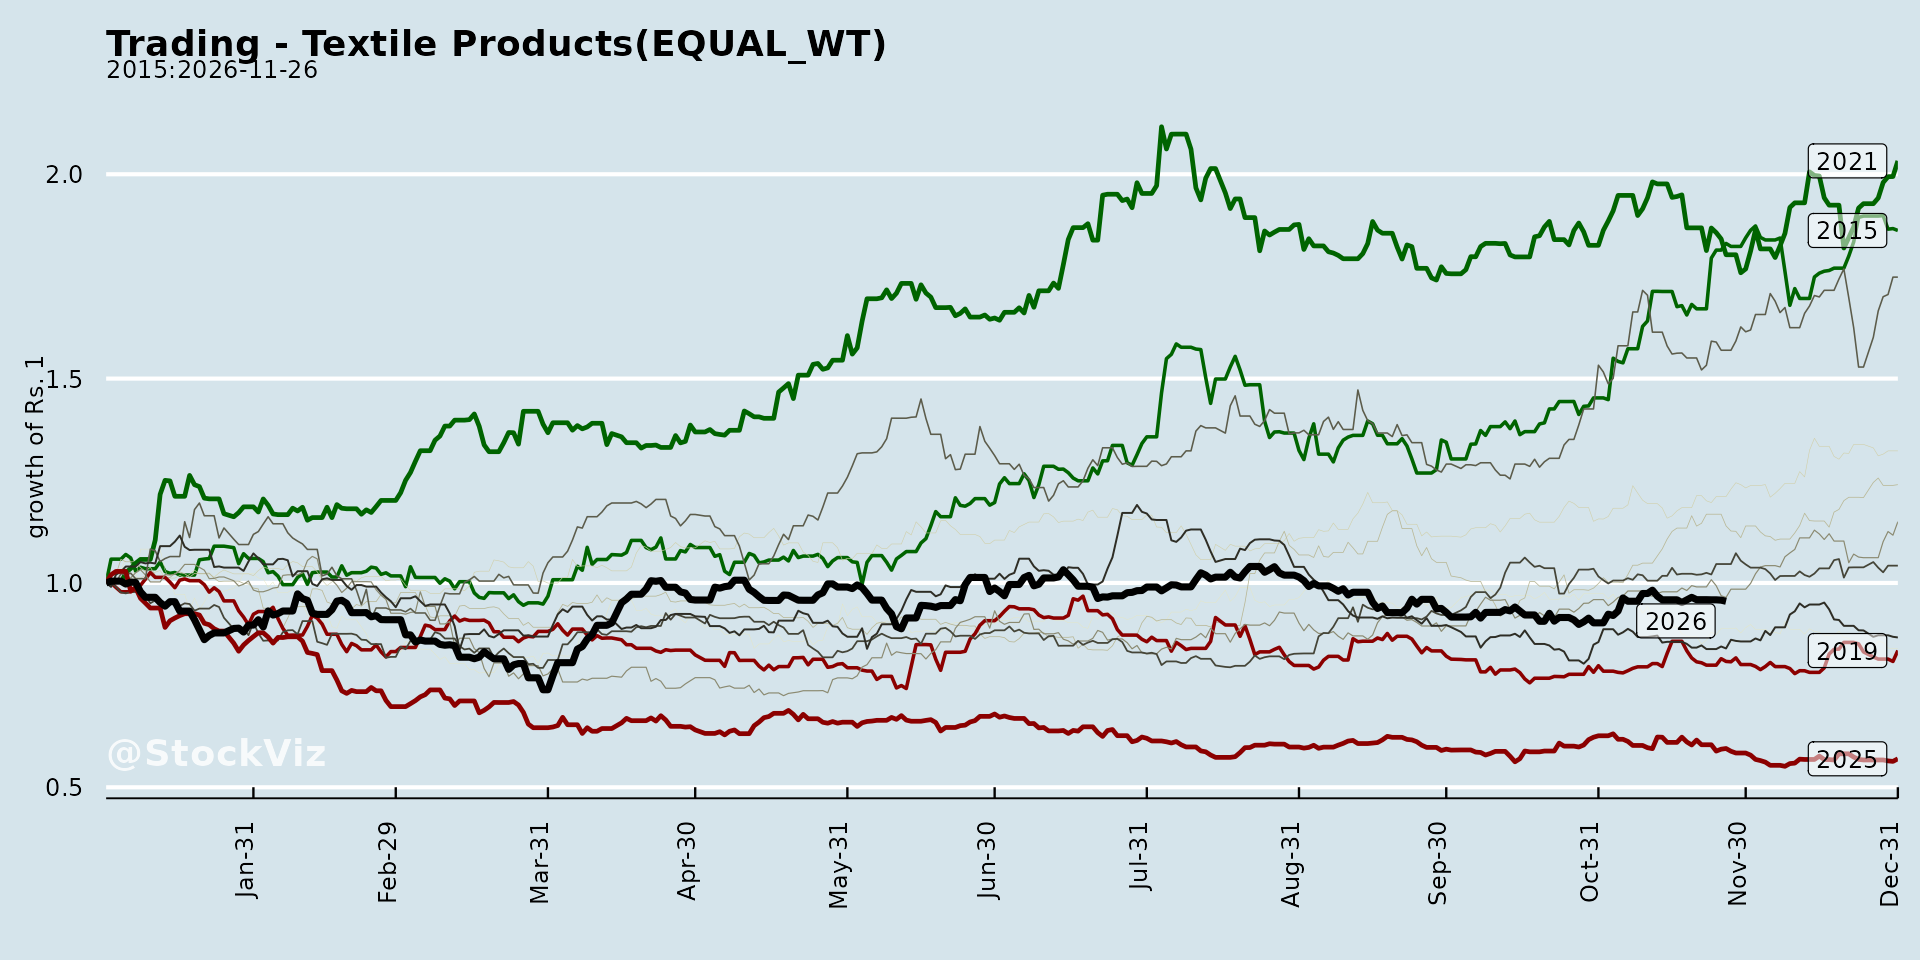 Trading - Textile Products(EQUAL_WT)
2015:2026-11-26
growth of Rs. 1
2.0
1.5
1.0
0.5
2021
2015
2026
2019
2025
@StockViz
Jan-31
Feb-29
Mar-31
Apr-30
May-31
Jun-30
Jul-31
Aug-31
Sep-30
Oct-31
Nov-30
Dec-31